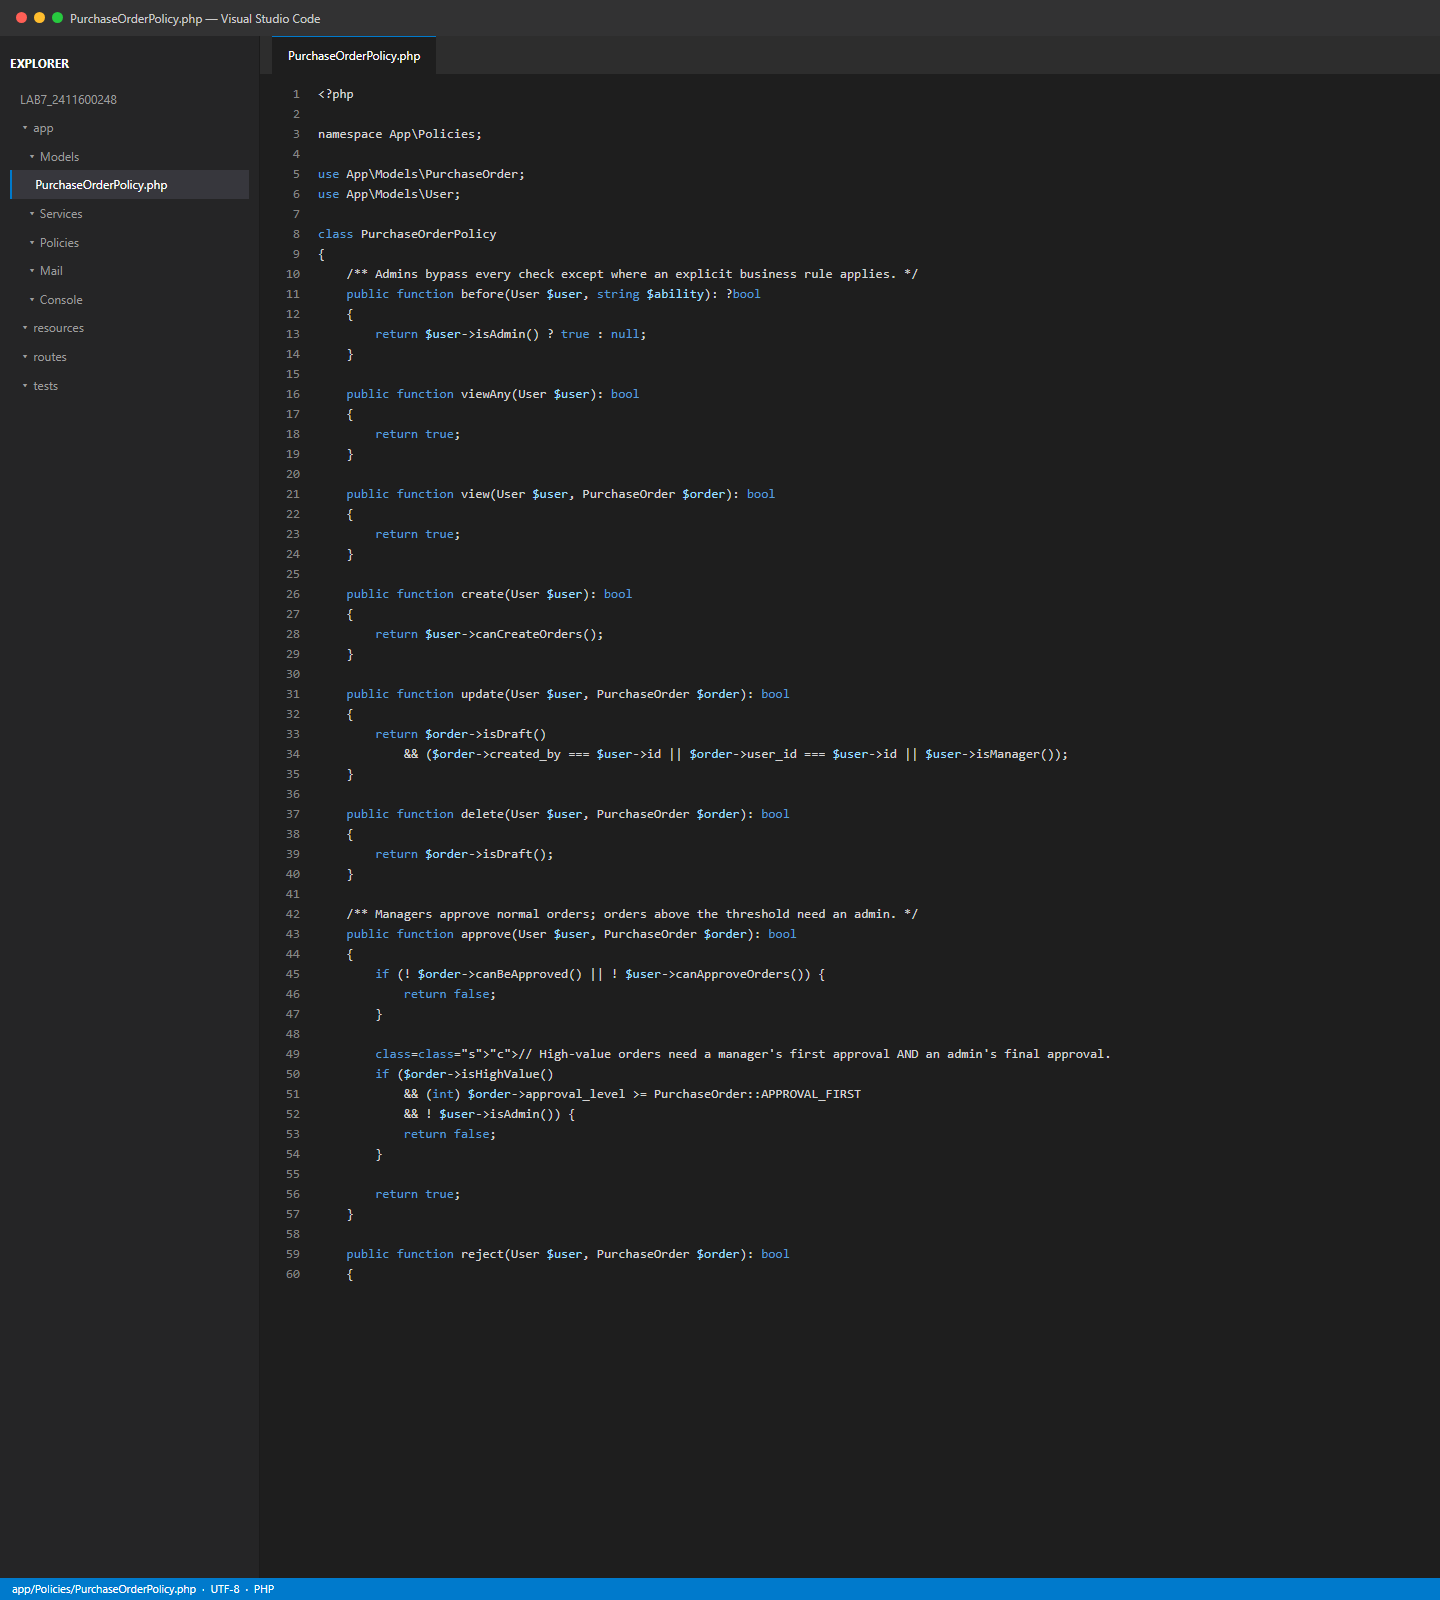 PurchaseOrderPolicy.php — Visual Studio Code
EXPLORER
LAB7_2411600248
app
Models
PurchaseOrderPolicy.php
Services
Policies
Mail
Console
resources
routes
tests
PurchaseOrderPolicy.php
1 <?php
2
3 namespace App\Policies;
4
5 use App\Models\PurchaseOrder;
6 use App\Models\User;
7
8 class PurchaseOrderPolicy
9 {
10     /** Admins bypass every check except where an explicit business rule applies. */
11     public function before(User $user, string $ability): ?bool
12     {
13         return $user->isAdmin() ? true : null;
14     }
15
16     public function viewAny(User $user): bool
17     {
18         return true;
19     }
20
21     public function view(User $user, PurchaseOrder $order): bool
22     {
23         return true;
24     }
25
26     public function create(User $user): bool
27     {
28         return $user->canCreateOrders();
29     }
30
31     public function update(User $user, PurchaseOrder $order): bool
32     {
33         return $order->isDraft()
34             && ($order->created_by === $user->id || $order->user_id === $user->id || $user->isManager());
35     }
36
37     public function delete(User $user, PurchaseOrder $order): bool
38     {
39         return $order->isDraft();
40     }
41
42     /** Managers approve normal orders; orders above the threshold need an admin. */
43     public function approve(User $user, PurchaseOrder $order): bool
44     {
45         if (! $order->canBeApproved() || ! $user->canApproveOrders()) {
46             return false;
47         }
48
49         class=class="s">"c">// High-value orders need a manager's first approval AND an admin's final approval.
50         if ($order->isHighValue()
51             && (int) $order->approval_level >= PurchaseOrder::APPROVAL_FIRST
52             && ! $user->isAdmin()) {
53             return false;
54         }
55
56         return true;
57     }
58
59     public function reject(User $user, PurchaseOrder $order): bool
60     {
app/Policies/PurchaseOrderPolicy.php · UTF-8 · PHP